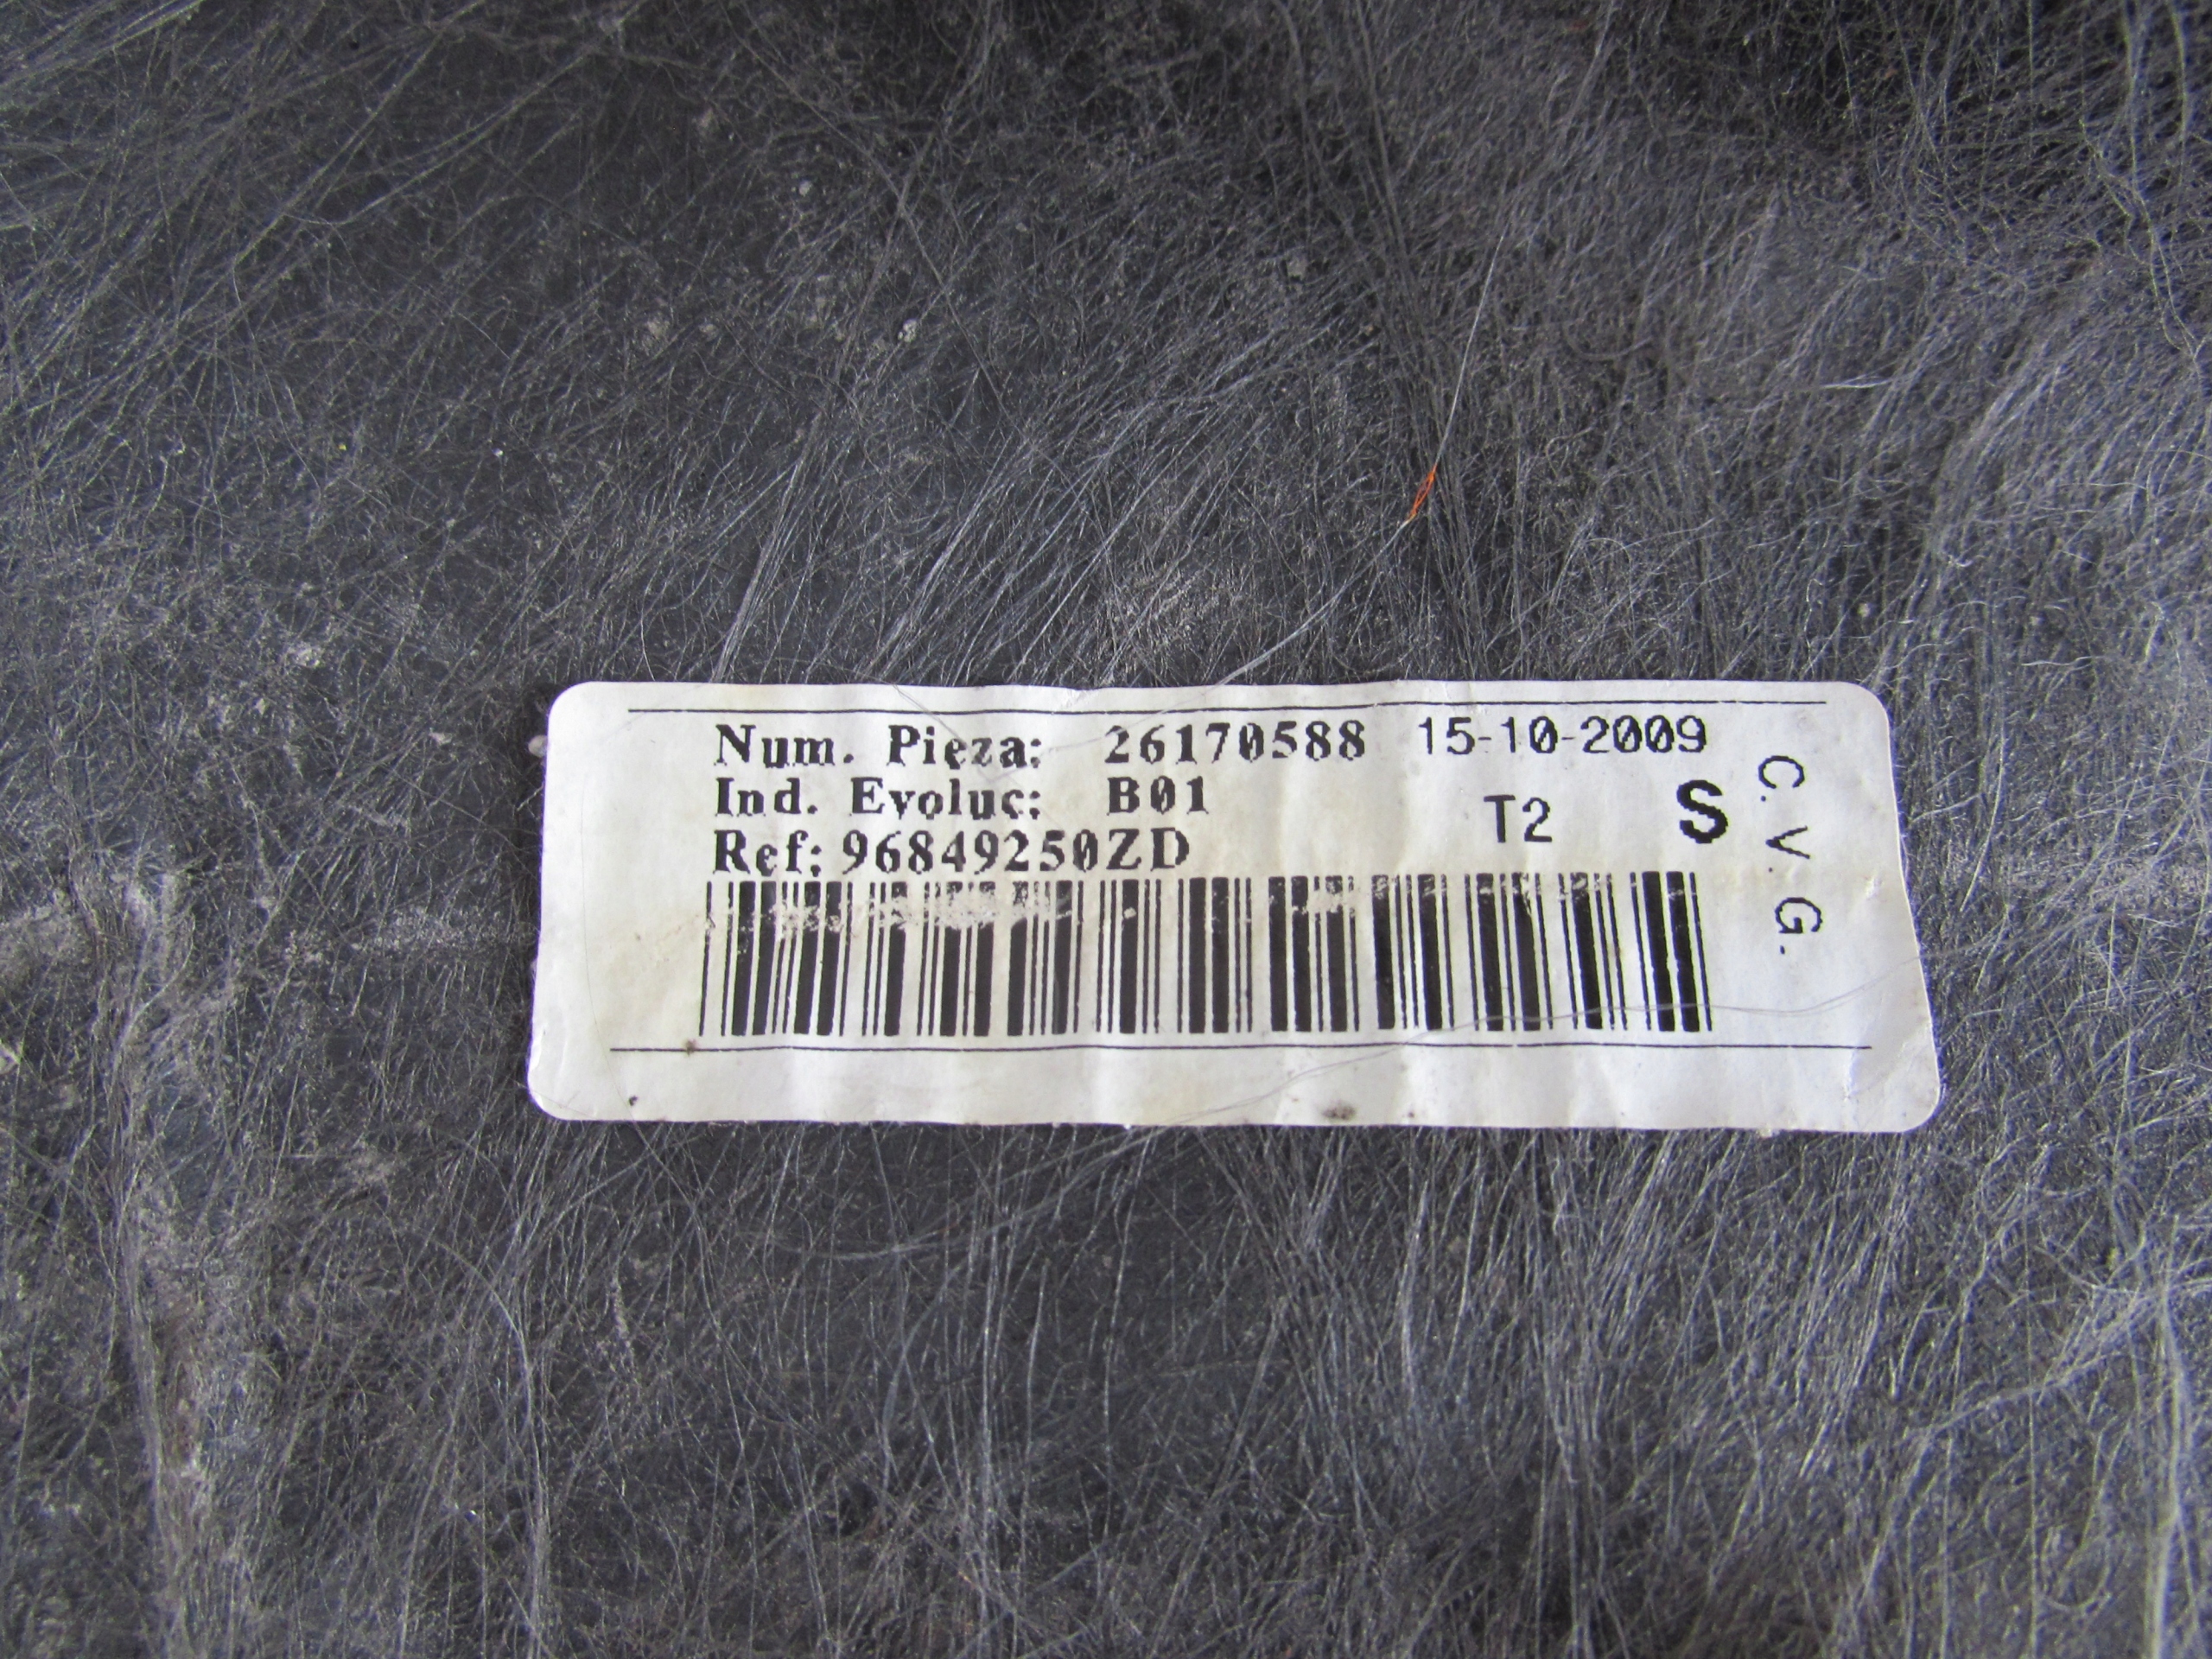 Num. Pieza: 26170588 15-10-2009
Ind. Evoluc: B01 T2 S
Ref: 96849250ZD
C.V.G.